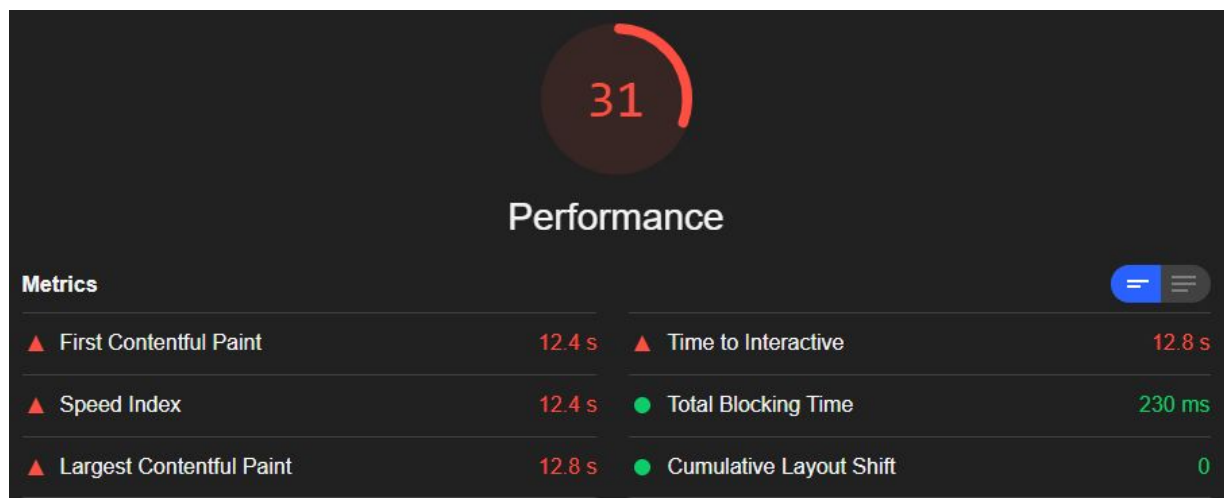 31
Performance
Metrics
First Contentful Paint 12.4 s
Time to Interactive 12.8 s
Speed Index 12.4 s
Total Blocking Time 230 ms
Largest Contentful Paint 12.8 s
Cumulative Layout Shift 0